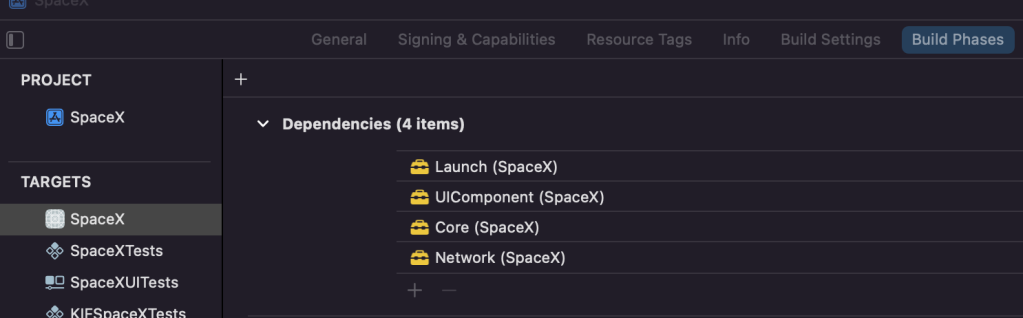 SpaceX
General Signing & Capabilities Resource Tags Info Build Settings Build Phases
PROJECT
SpaceX
TARGETS
SpaceX
SpaceXTests
SpaceXUITests
KIFSpaceXTests
Dependencies (4 items)
Launch (SpaceX)
UIComponent (SpaceX)
Core (SpaceX)
Network (SpaceX)